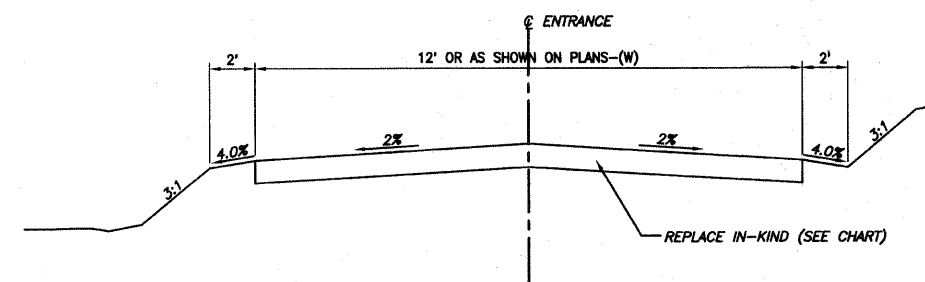 ℄ ENTRANCE
2'
12' OR AS SHOWN ON PLANS-(W)
2'
4.0%
2%
2%
4.0%
3:1
3:1
REPLACE IN-KIND (SEE CHART)